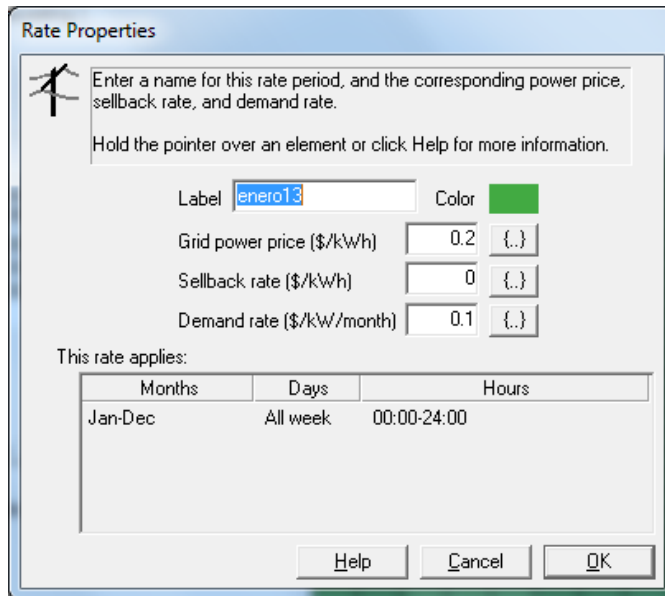 Rate Properties
Enter a name for this rate period, and the corresponding power price,
sellback rate, and demand rate.
Hold the pointer over an element or click Help for more information.
Label enero13 Color
Grid power price ($/kWh) 0.2 {..}
Sellback rate ($/kWh) 0 {..}
Demand rate ($/kW/month) 0.1 {..}
This rate applies:
Months Days Hours
Jan-Dec All week 00:00-24:00
Help Cancel OK